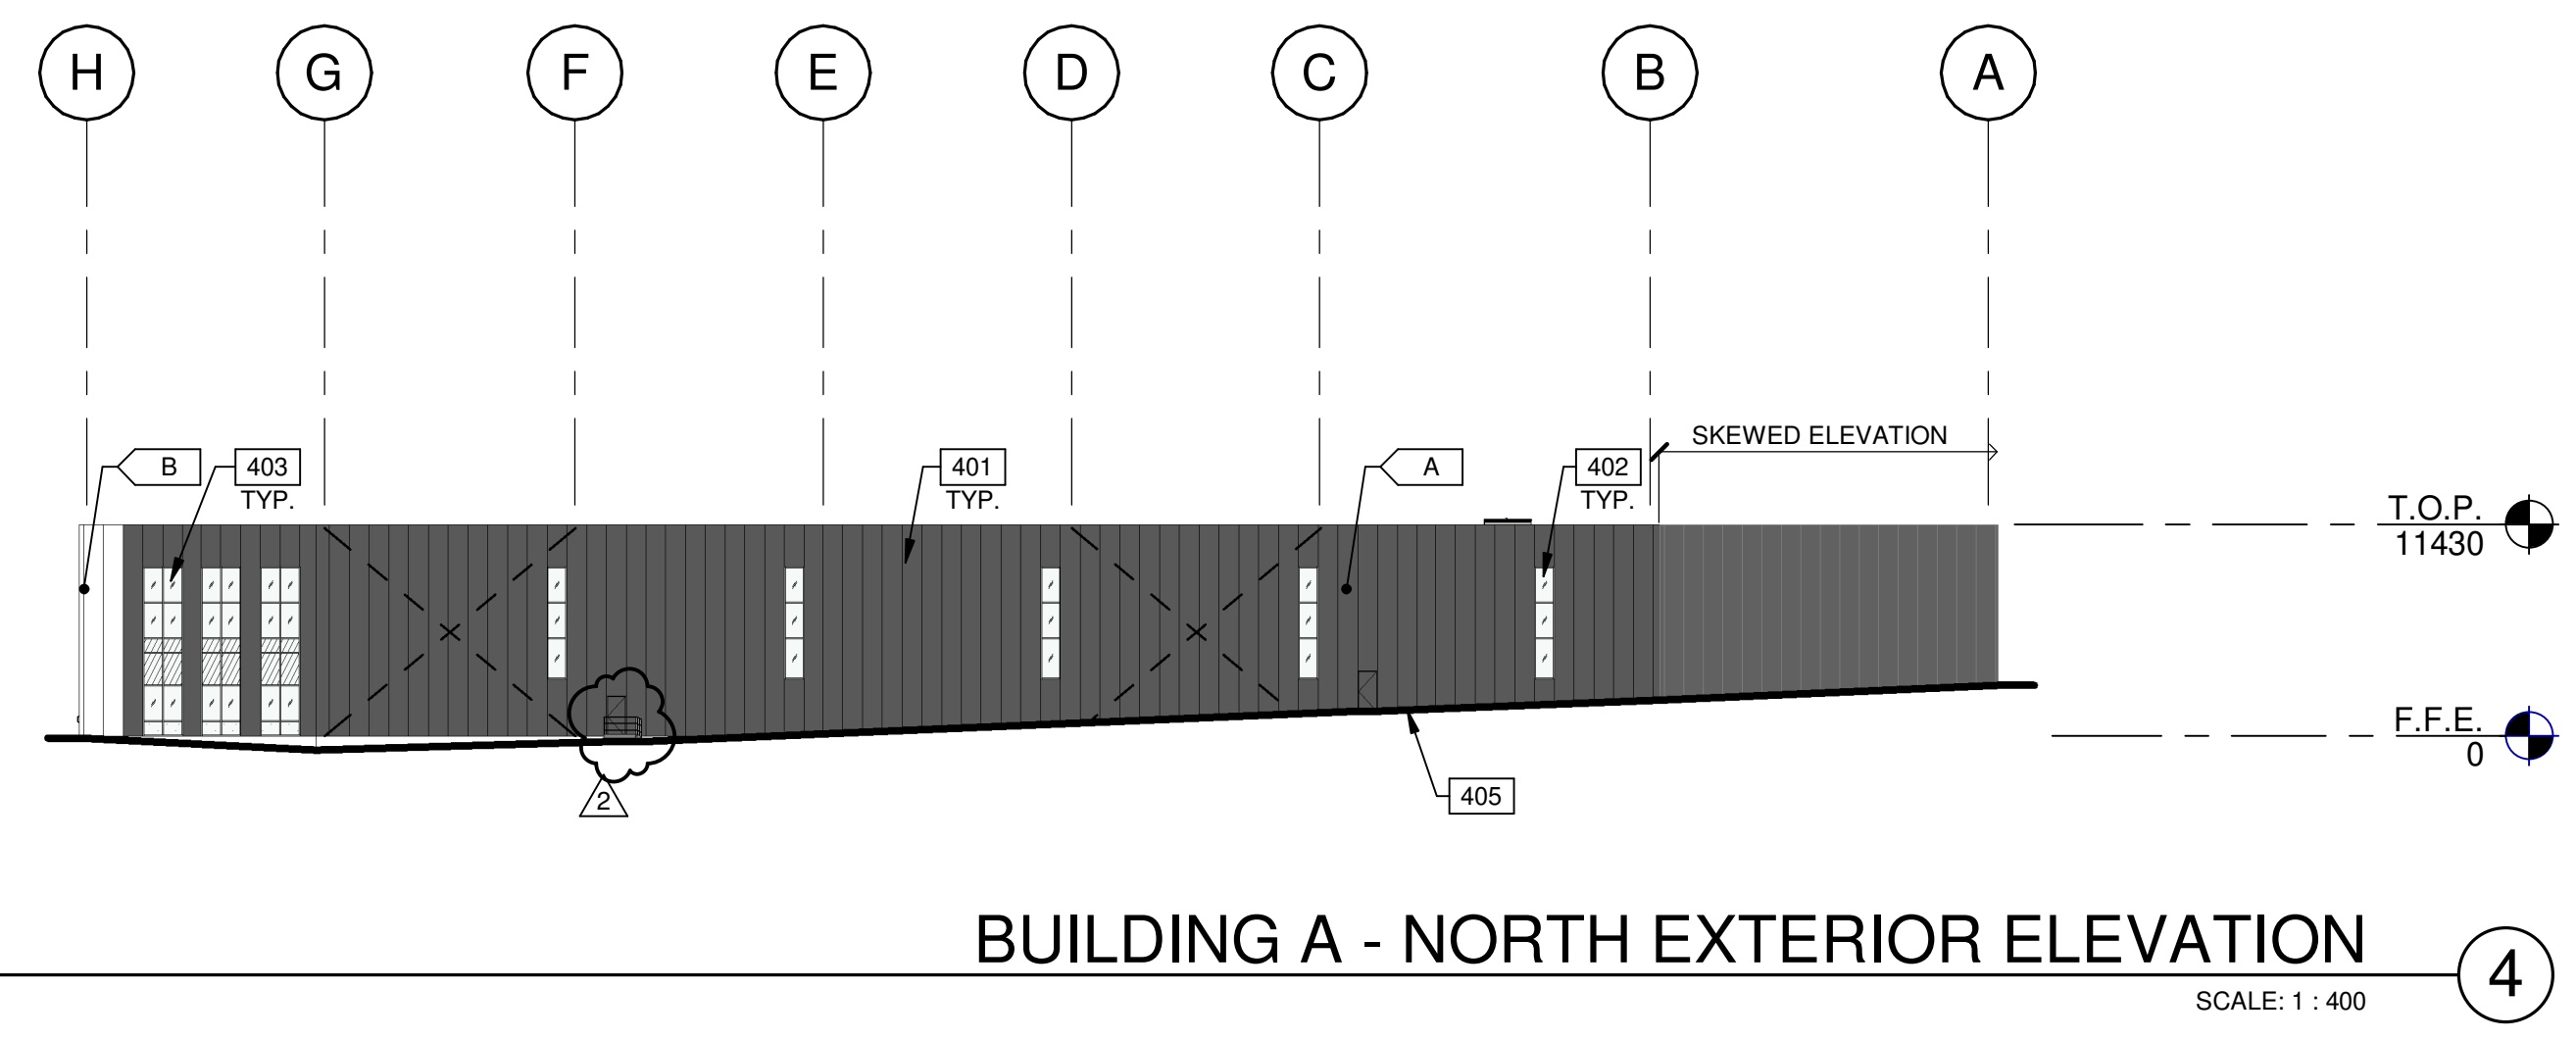 H G F E D C B A
SKEWED ELEVATION
B 403 401 A 402
TYP. TYP. TYP.
T.O.P.
11430
F.F.E.
0
2
405
BUILDING A - NORTH EXTERIOR ELEVATION
4
SCALE: 1 : 400